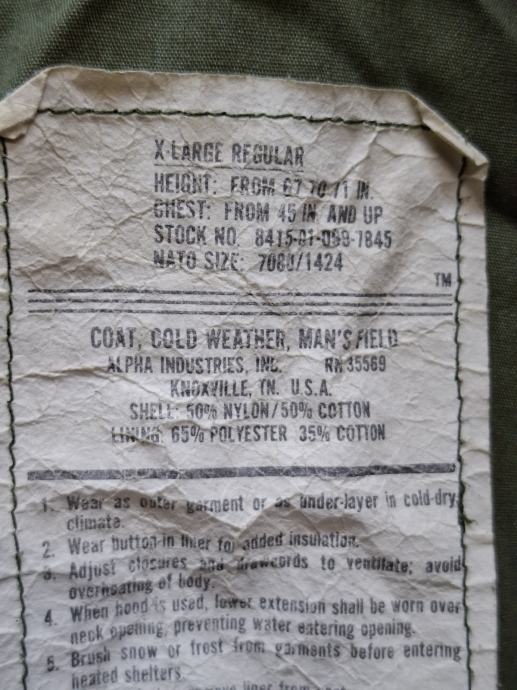 X-LARGE REGULAR
HEIGHT: FROM 67 TO 71 IN.
CHEST: FROM 45 IN. AND UP
STOCK NO. 8415-01-099-7845
NATO SIZE: 7080/1424
TM
COAT, COLD WEATHER, MAN'S FIELD
ALPHA INDUSTRIES, INC. RN 35569
KNOXVILLE, TN. U.S.A.
SHELL: 50% NYLON/50% COTTON
LINING: 65% POLYESTER 35% COTTON
1. Wear as outer garment or as under-layer in cold-dry
climate.
2. Wear button-in liner for added insulation.
3. Adjust closures and drawcords to ventilate; avoid
overheating of body.
4. When hood is used, lower extension shall be worn over
neck opening, preventing water entering opening.
5. Brush snow or frost from garments before entering
heated shelters.
liner from